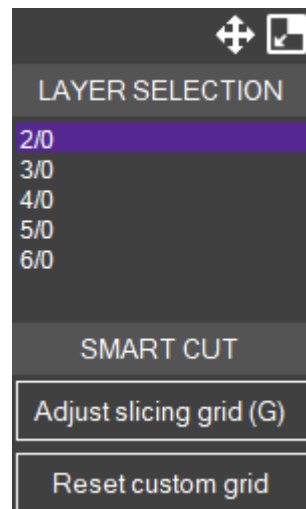 LAYER SELECTION
2/0
3/0
4/0
5/0
6/0
SMART CUT
Adjust slicing grid (G)
Reset custom grid